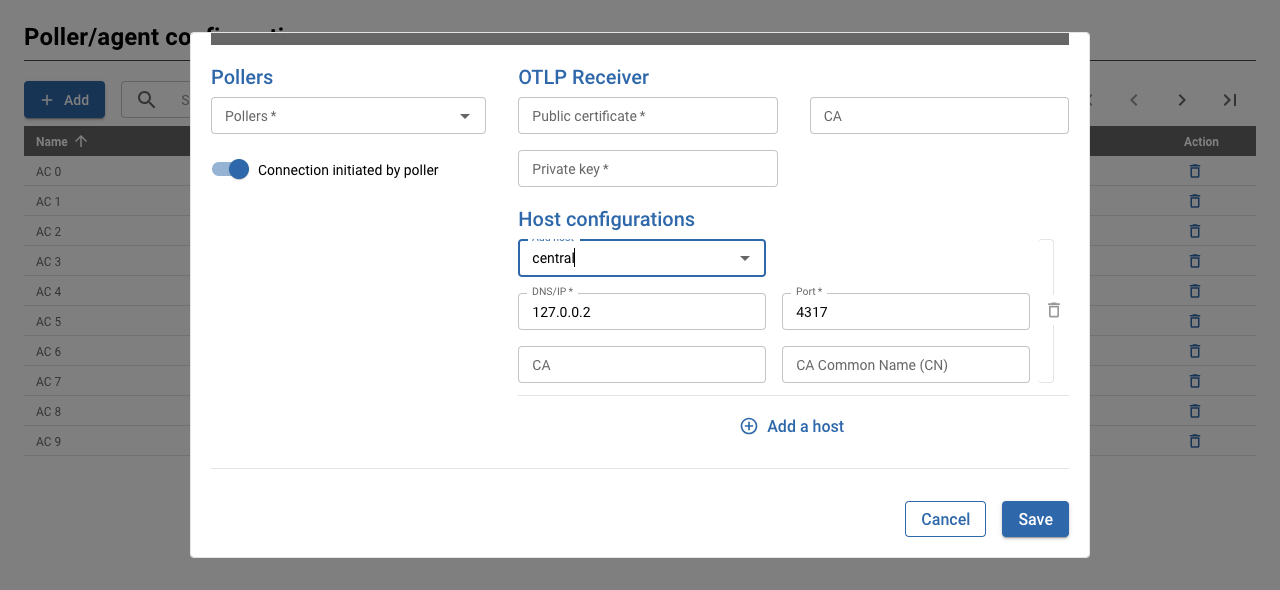 Poller/agent co
Add
Name
Action
AC 0
AC 1
AC 2
AC 3
AC 4
AC 5
AC 6
AC 7
AC 8
AC 9
Pollers
Pollers *
Connection initiated by poller
OTLP Receiver
Public certificate *
CA
Private key *
Host configurations
Add host
central
DNS/IP *
127.0.0.2
Port *
4317
CA
CA Common Name (CN)
Add a host
Cancel
Save